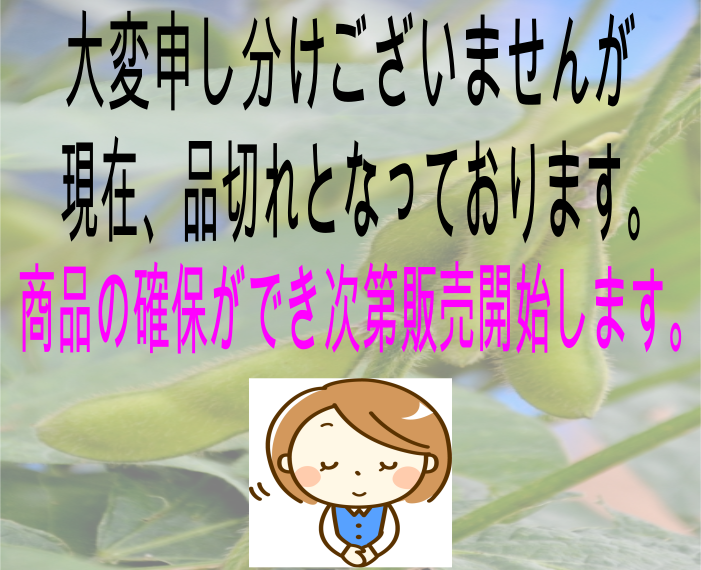 大変申し分けございませんが
現在、品切れとなっております。
商品の確保ができ次第販売開始します。